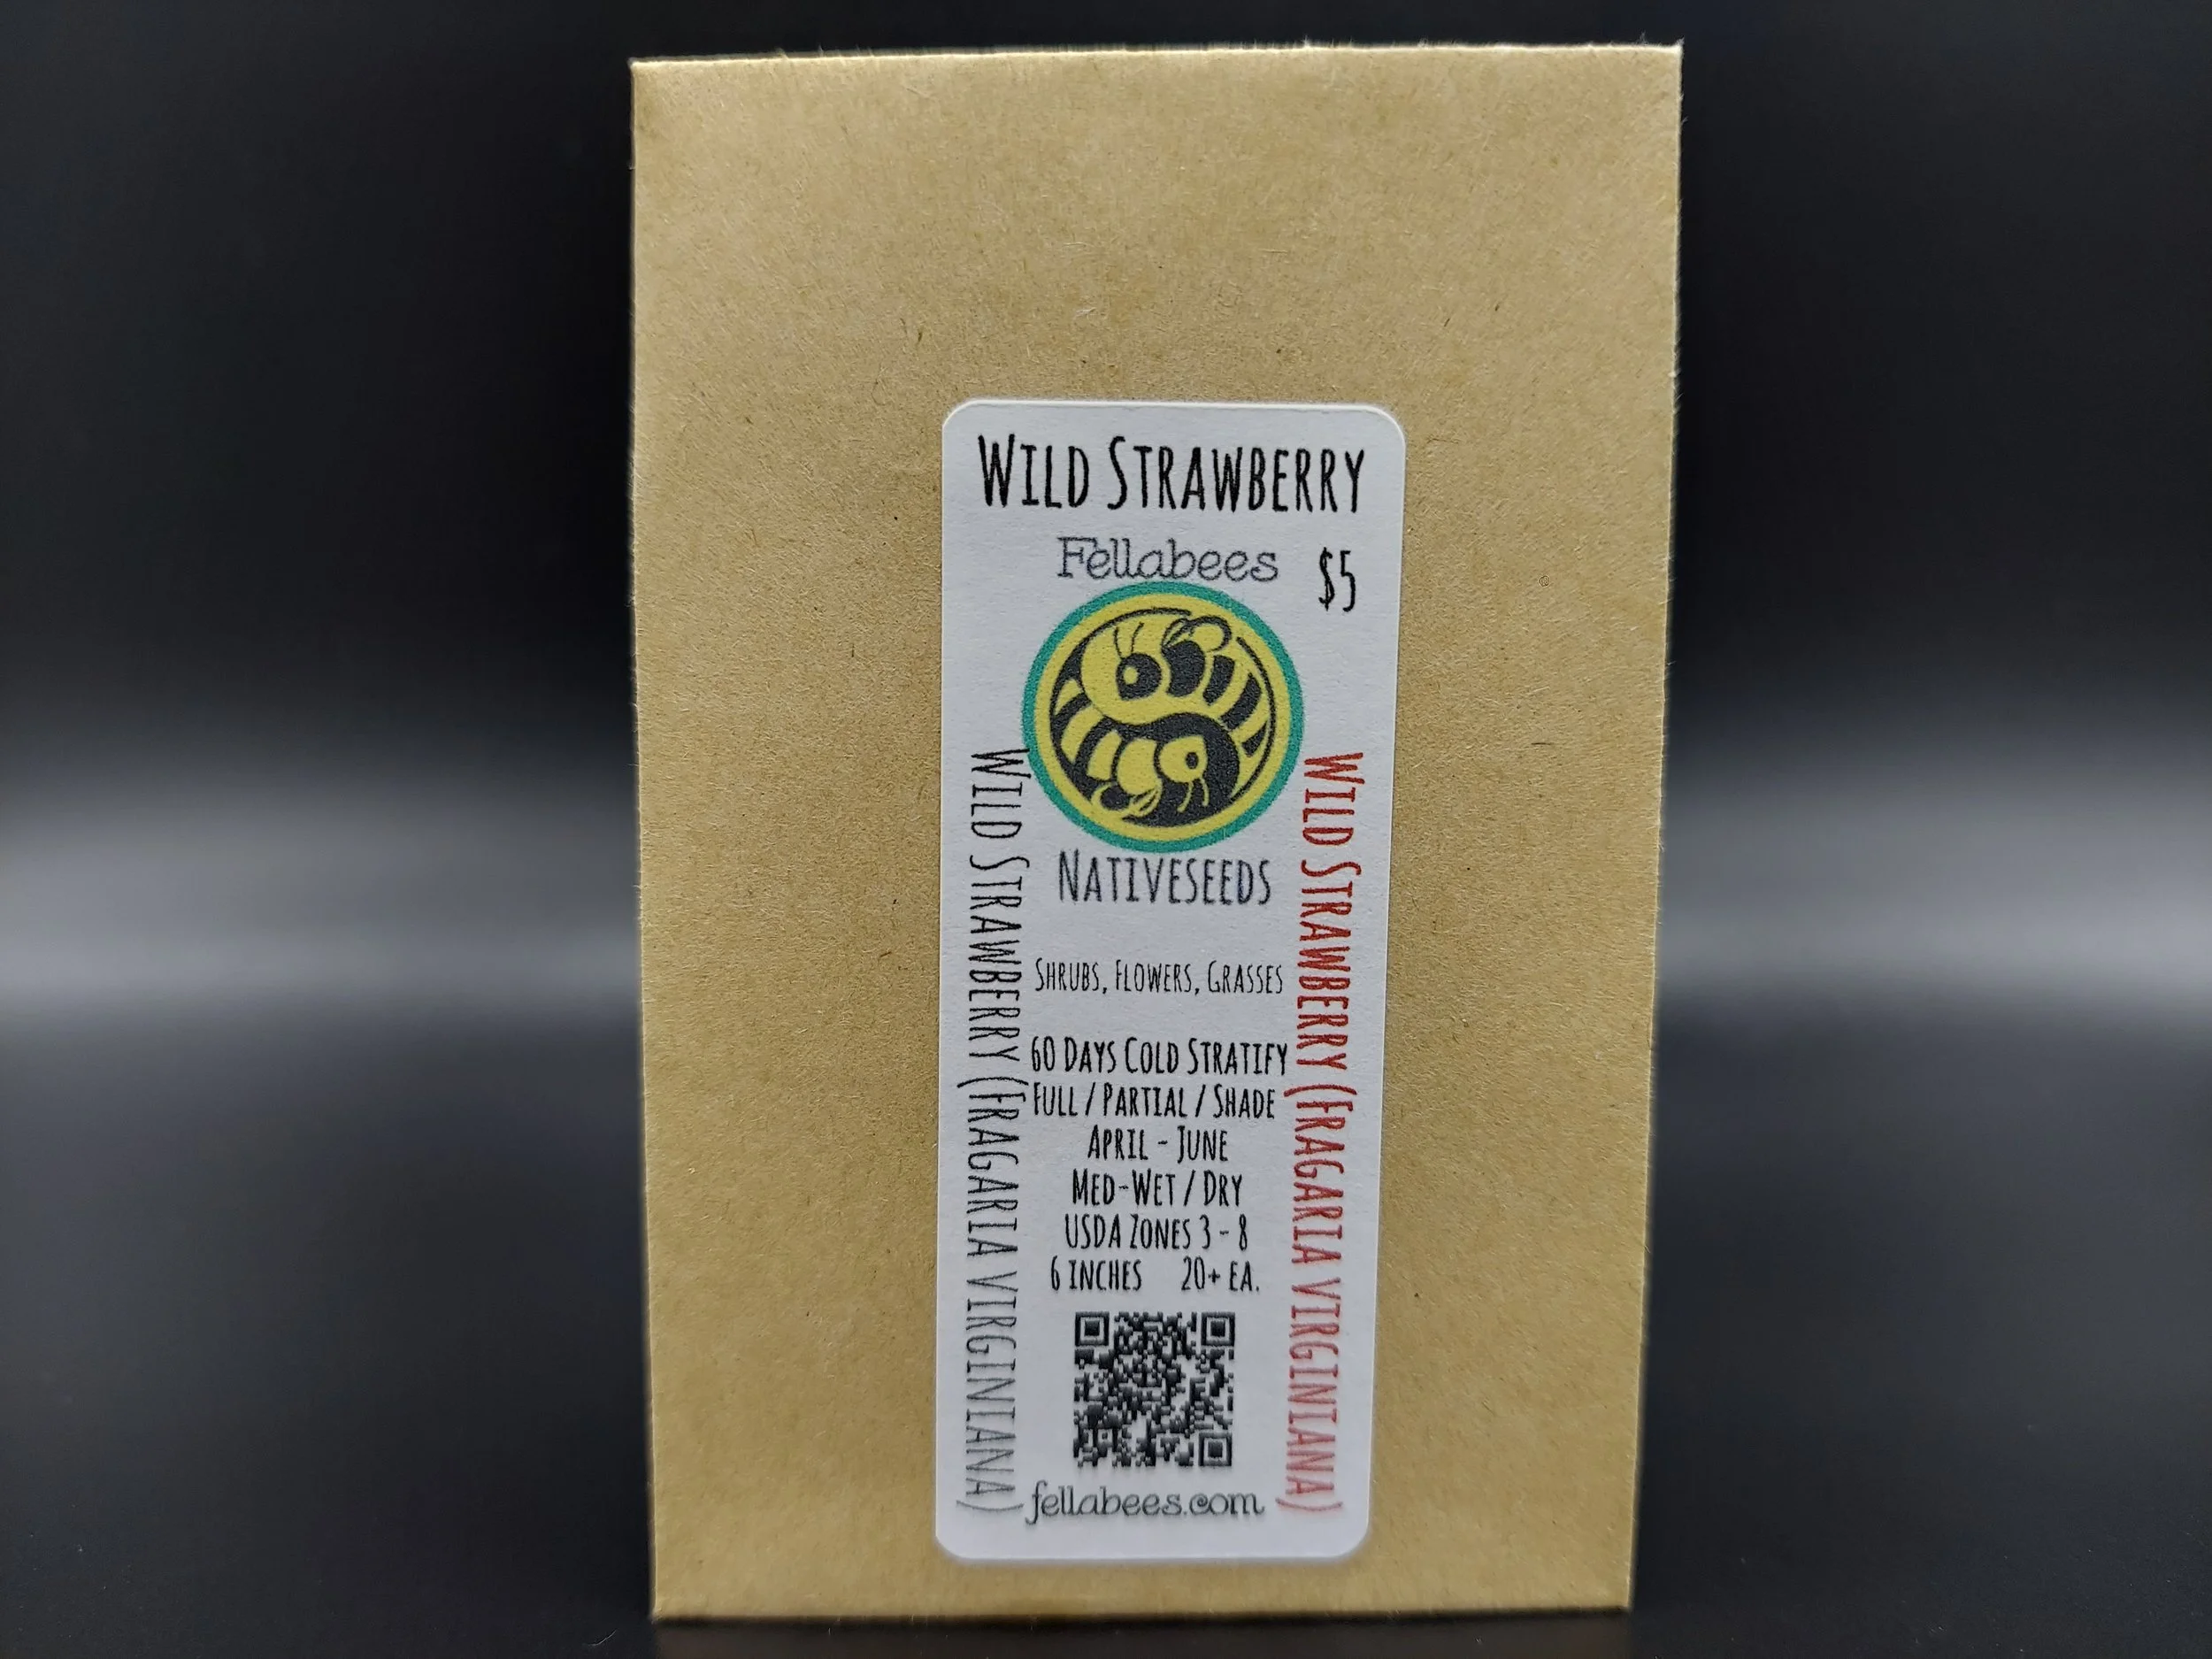 Wild Strawberry
Fellabees
$5
Nativeseeds
Wild Strawberry (Fragaria virginiana)
Wild Strawberry (Fragaria virginiana)
Shrubs, Flowers, Grasses
60 Days Cold Stratify
Full / Partial / Shade
April - June
Med-Wet / Dry
USDA Zones 3 - 8
6 inches 20+ ea.
fellabees.com